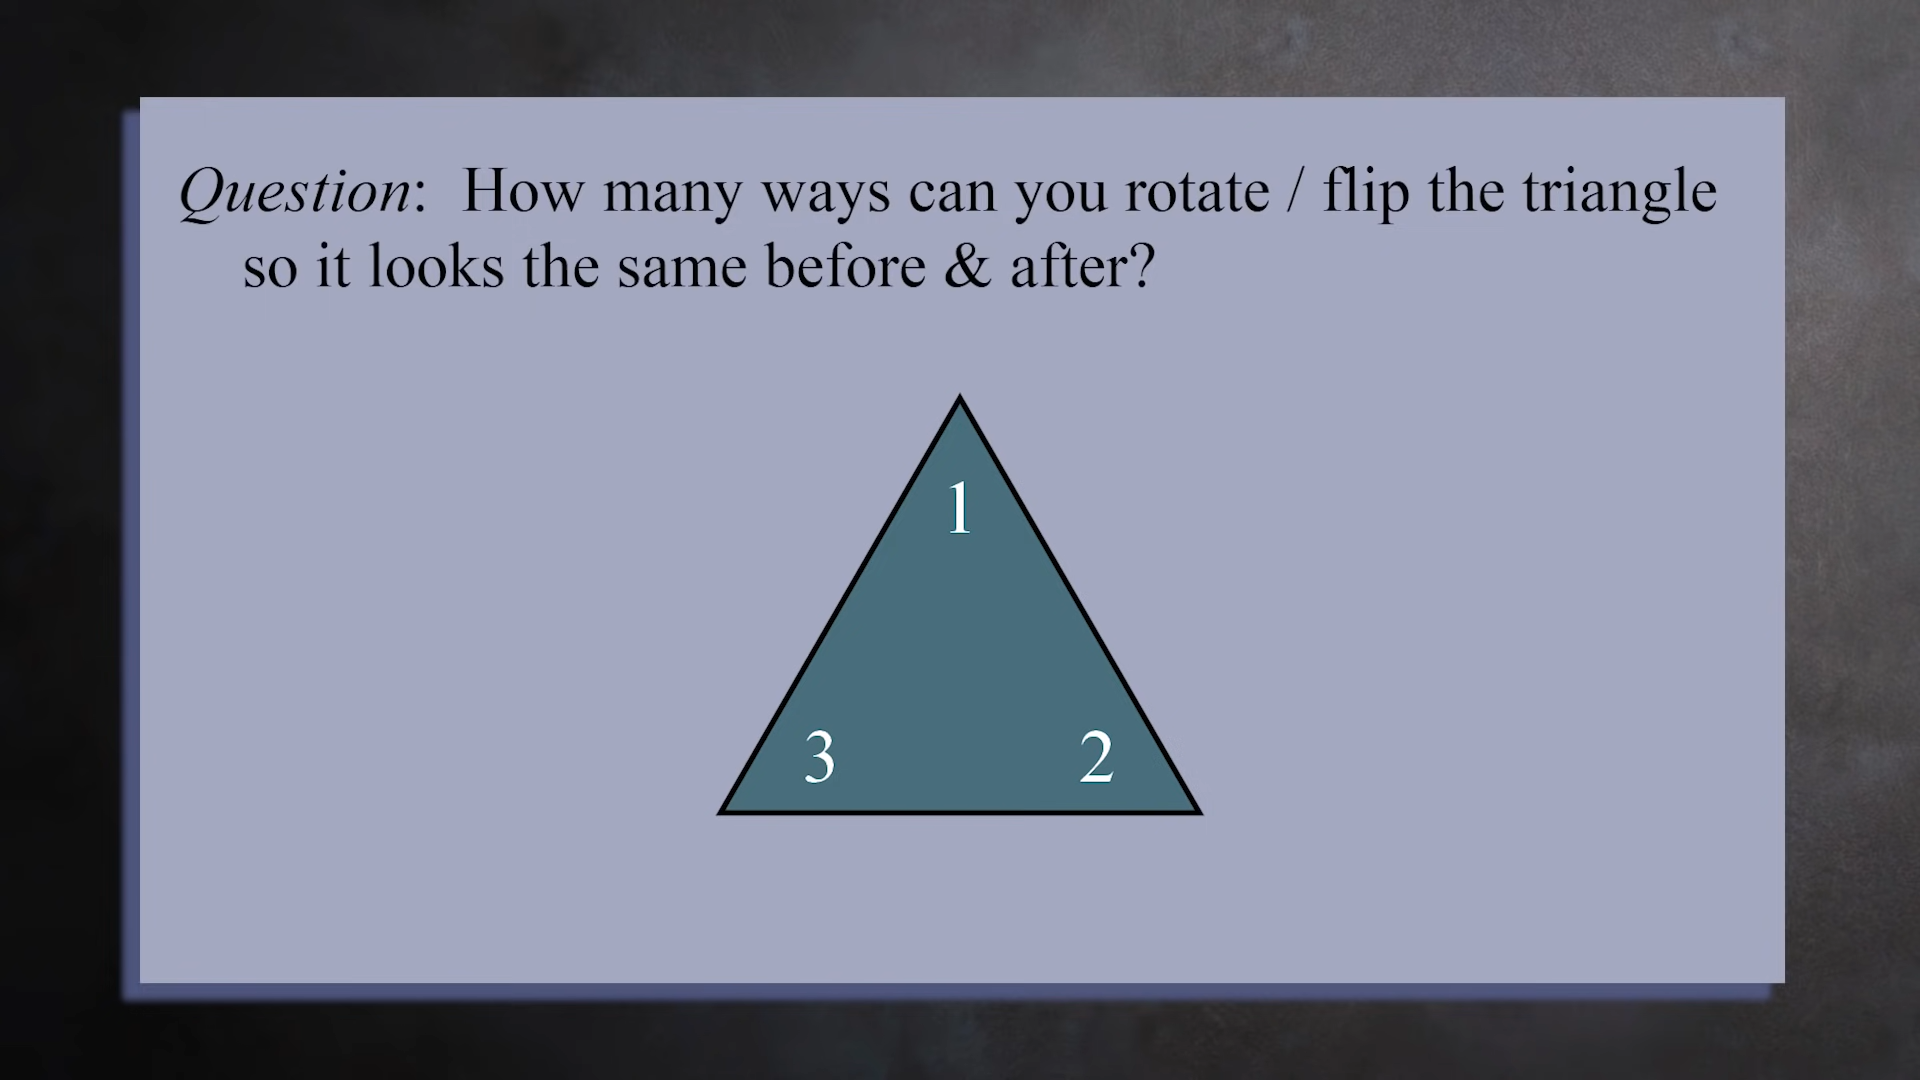 Question: How many ways can you rotate / flip the triangle
so it looks the same before & after?
1
3 2